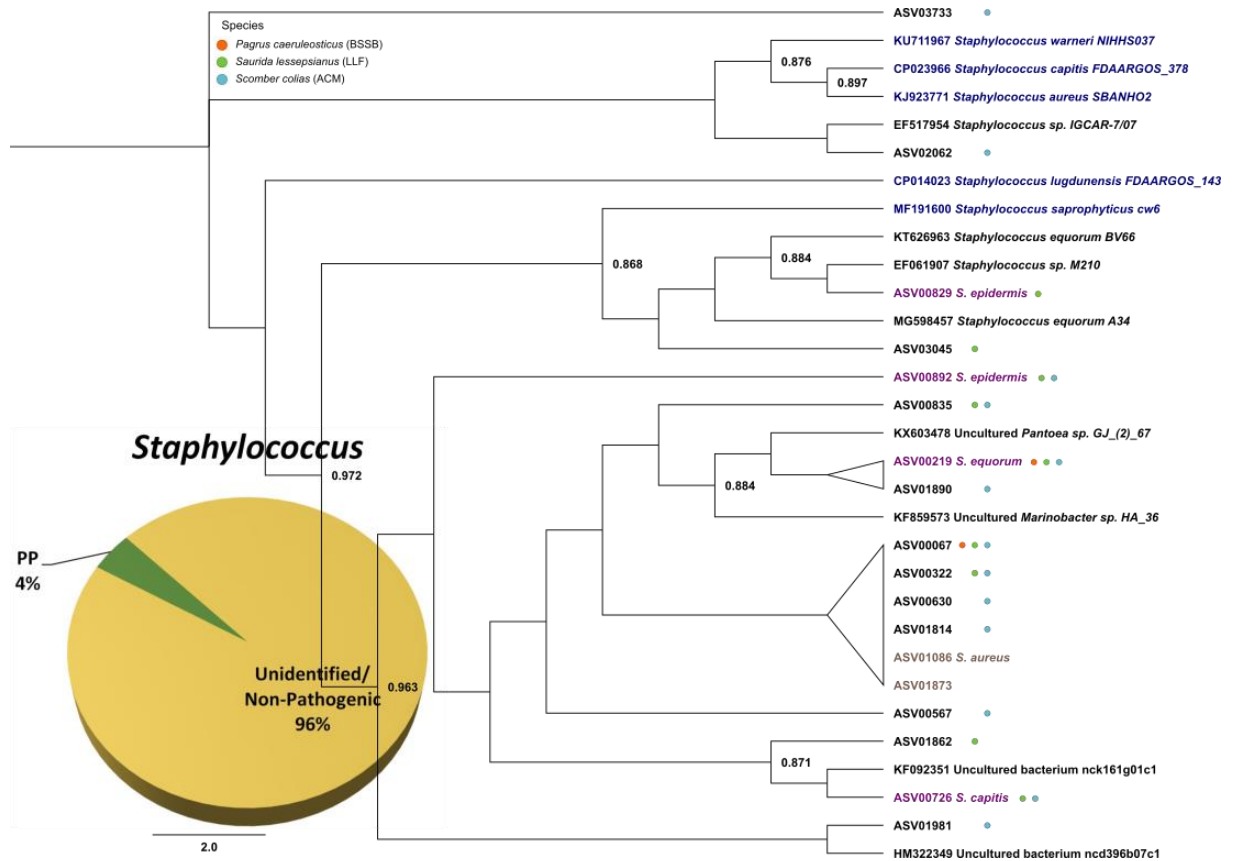 Species
Pagrus caeruleosticus (BSSB)
Saurida lessepsianus (LLF)
Scomber colias (ACM)
ASV03733
KU711967 Staphylococcus warneri NIHHS037
0.876
CP023966 Staphylococcus capitis FDAARGOS_378
0.897
KJ923771 Staphylococcus aureus SBANHO2
EF517954 Staphylococcus sp. IGCAR-7/07
ASV02062
CP014023 Staphylococcus lugdunensis FDAARGOS_143
MF191600 Staphylococcus saprophyticus cw6
KT626963 Staphylococcus equorum BV66
0.884
0.868
EF061907 Staphylococcus sp. M210
ASV00829 S. epidermis
MG598457 Staphylococcus equorum A34
ASV03045
ASV00892 S. epidermis
ASV00835
KX603478 Uncultured Pantoea sp. GJ_(2)_67
ASV00219 S. equorum
0.884
ASV01890
KF859573 Uncultured Marinobacter sp. HA_36
ASV00067
ASV00322
ASV00630
ASV01814
ASV01086 S. aureus
ASV01873
ASV00567
ASV01862
0.871
KF092351 Uncultured bacterium nck161g01c1
ASV00726 S. capitis
ASV01981
HM322349 Uncultured bacterium ncd396b07c1
0.972
0.963
Staphylococcus
PP
4%
Unidentified/
Non-Pathogenic
96%
2.0